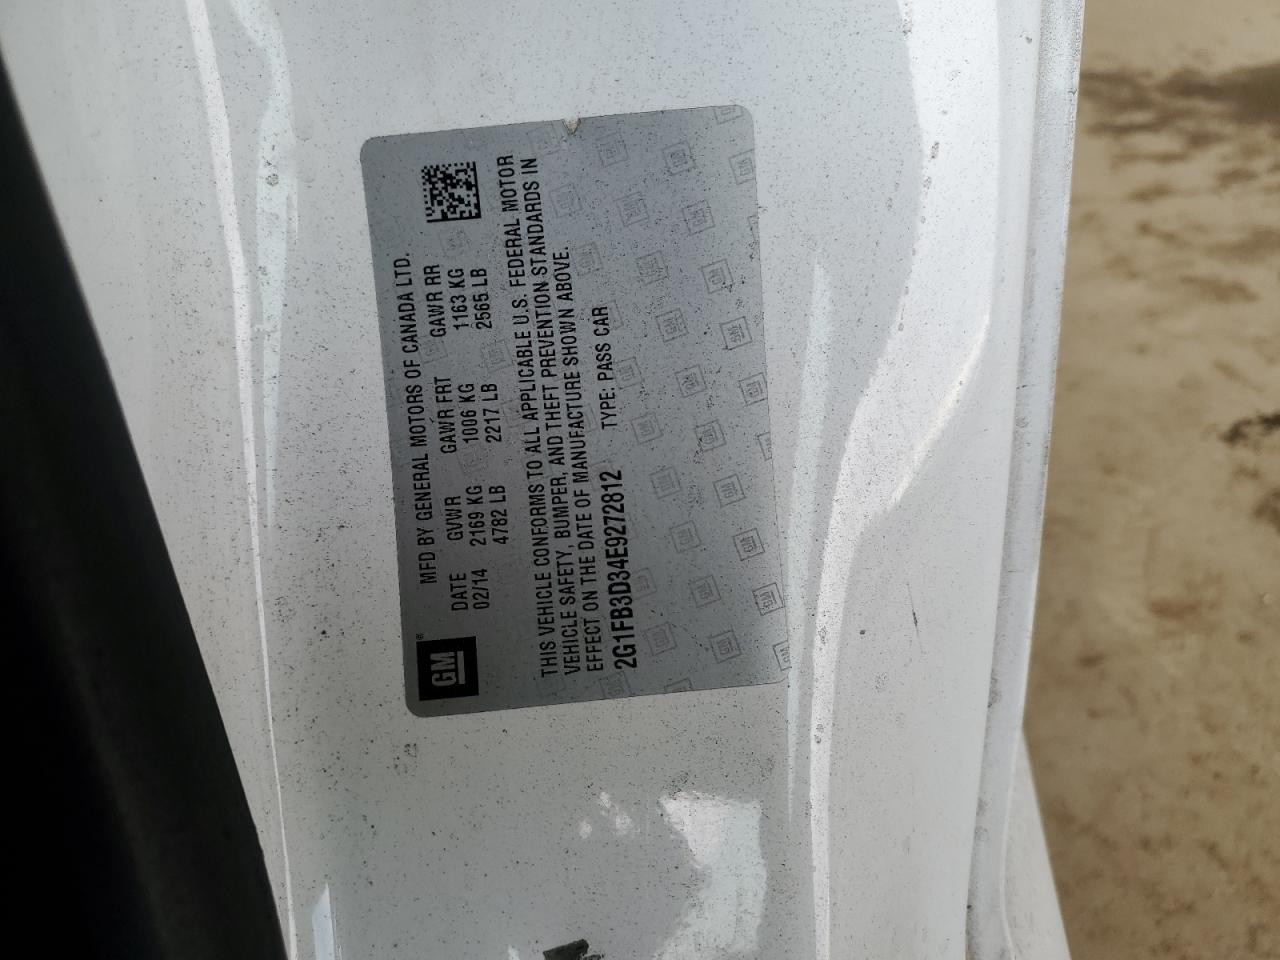 GM®
MFD BY GENERAL MOTORS OF CANADA LTD.
DATE GVWR GAWR FRT GAWR RR
02/14 2169 KG 1006 KG 1163 KG
4782 LB 2217 LB 2565 LB
THIS VEHICLE CONFORMS TO ALL APPLICABLE U.S. FEDERAL MOTOR
VEHICLE SAFETY, BUMPER, AND THEFT PREVENTION STANDARDS IN
EFFECT ON THE DATE OF MANUFACTURE SHOWN ABOVE.
2G1FB3D34E9272812 TYPE: PASS CAR